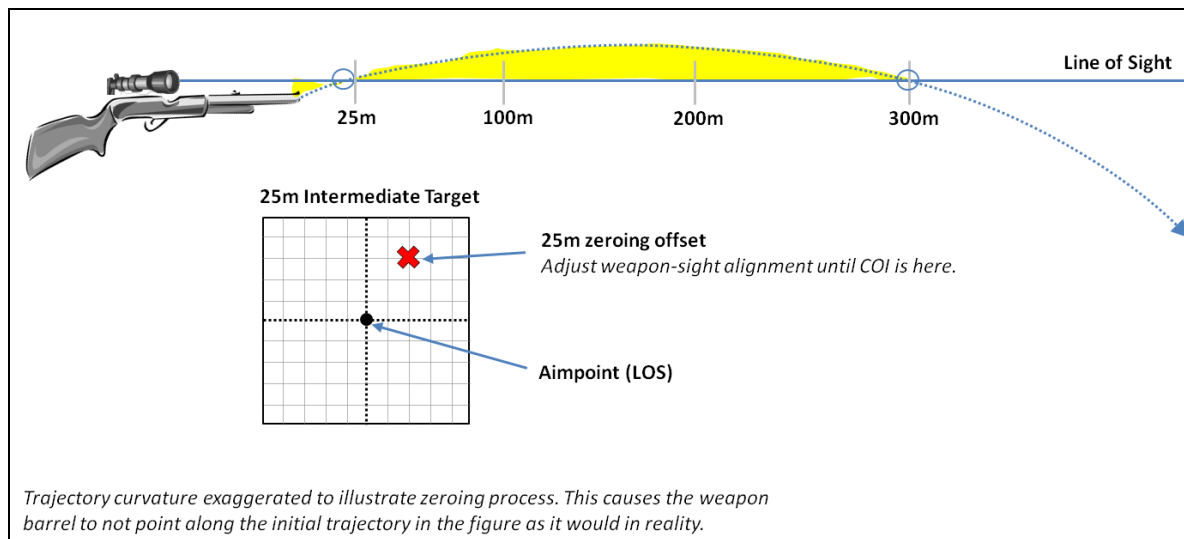 Line of Sight
25m
100m
200m
300m
25m Intermediate Target
25m zeroing offset
Adjust weapon-sight alignment until COI is here.
Aimpoint (LOS)
Trajectory curvature exaggerated to illustrate zeroing process. This causes the weapon
barrel to not point along the initial trajectory in the figure as it would in reality.